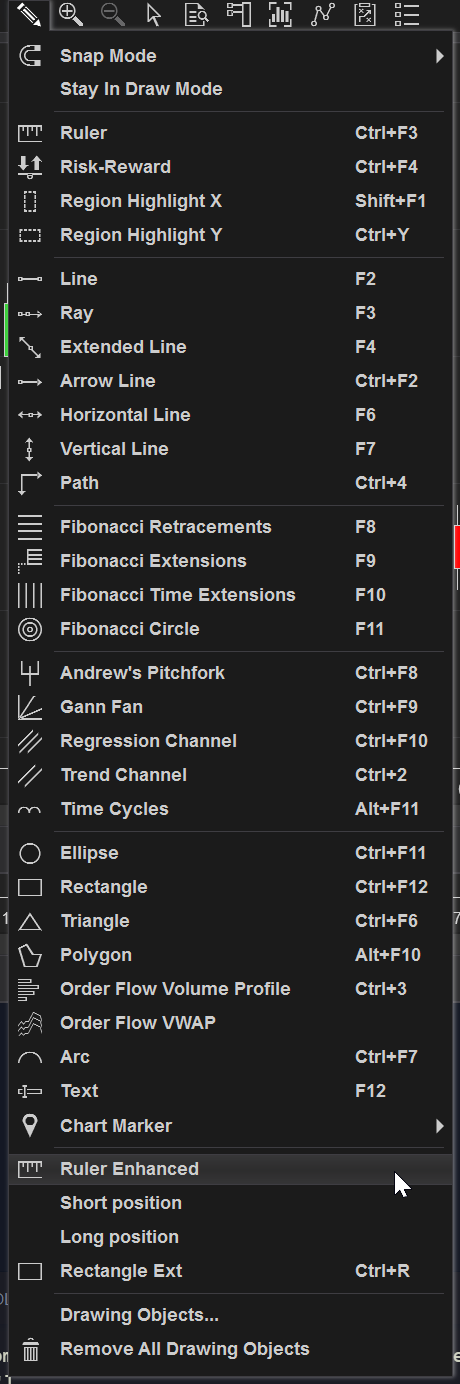 Snap Mode
Stay In Draw Mode
Ruler Ctrl+F3
Risk-Reward Ctrl+F4
Region Highlight X Shift+F1
Region Highlight Y Ctrl+Y
Line F2
Ray F3
Extended Line F4
Arrow Line Ctrl+F2
Horizontal Line F6
Vertical Line F7
Path Ctrl+4
Fibonacci Retracements F8
Fibonacci Extensions F9
Fibonacci Time Extensions F10
Fibonacci Circle F11
Andrew's Pitchfork Ctrl+F8
Gann Fan Ctrl+F9
Regression Channel Ctrl+F10
Trend Channel Ctrl+2
Time Cycles Alt+F11
Ellipse Ctrl+F11
Rectangle Ctrl+F12
Triangle Ctrl+F6
Polygon Alt+F10
Order Flow Volume Profile Ctrl+3
Order Flow VWAP
Arc Ctrl+F7
Text F12
Chart Marker
Ruler Enhanced
Short position
Long position
Rectangle Ext Ctrl+R
Drawing Objects...
Remove All Drawing Objects